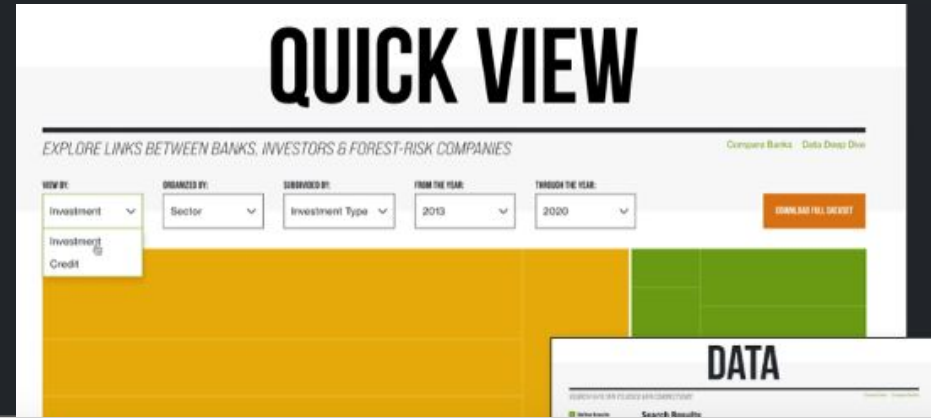 QUICK VIEW
EXPLORE LINKS BETWEEN BANKS, INVESTORS & FOREST-RISK COMPANIES
Compare Banks Data Deep Dive
VIEW BY: ORGANIZED BY: SUBDIVIDED BY: FROM THE YEAR: THROUGH THE YEAR:
Investment Sector Investment Type 2013 2020
DOWNLOAD FULL DATASET
Investment
Credit
DATA
Search Results